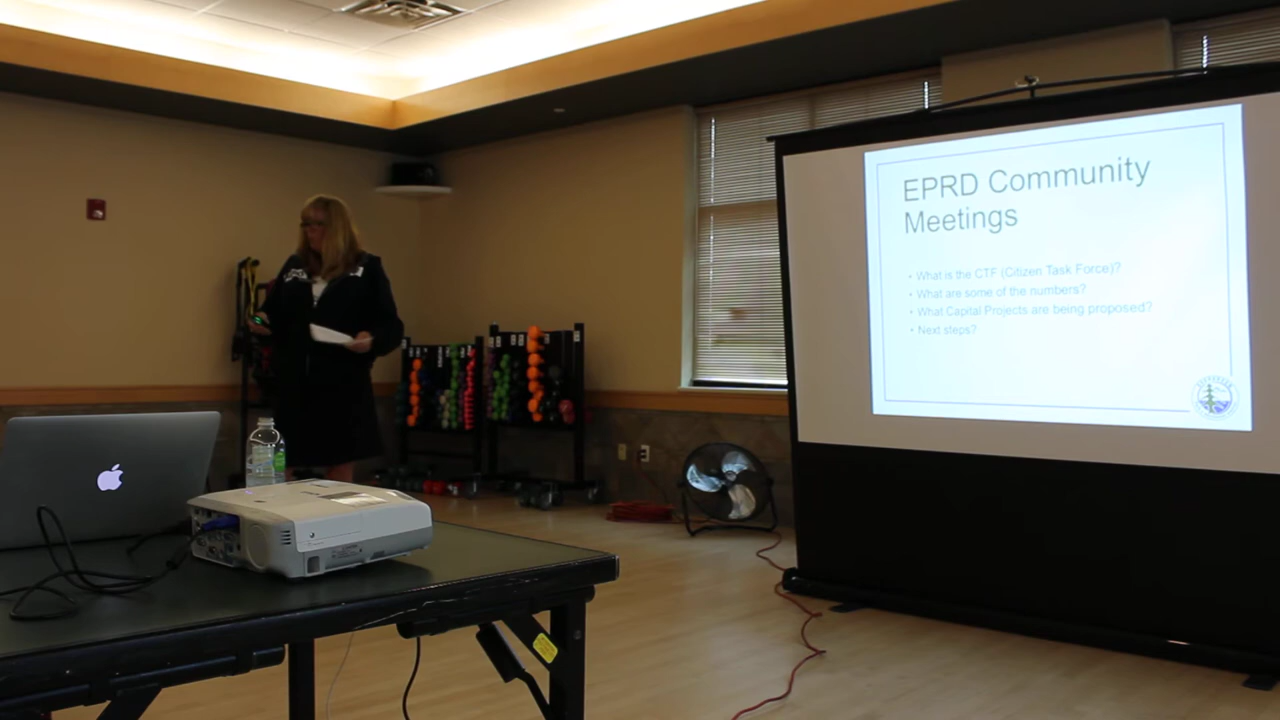 EPRD Community
Meetings
• What is the CTF (Citizen Task Force)?
• What are some of the numbers?
• What Capital Projects are being proposed?
• Next steps?